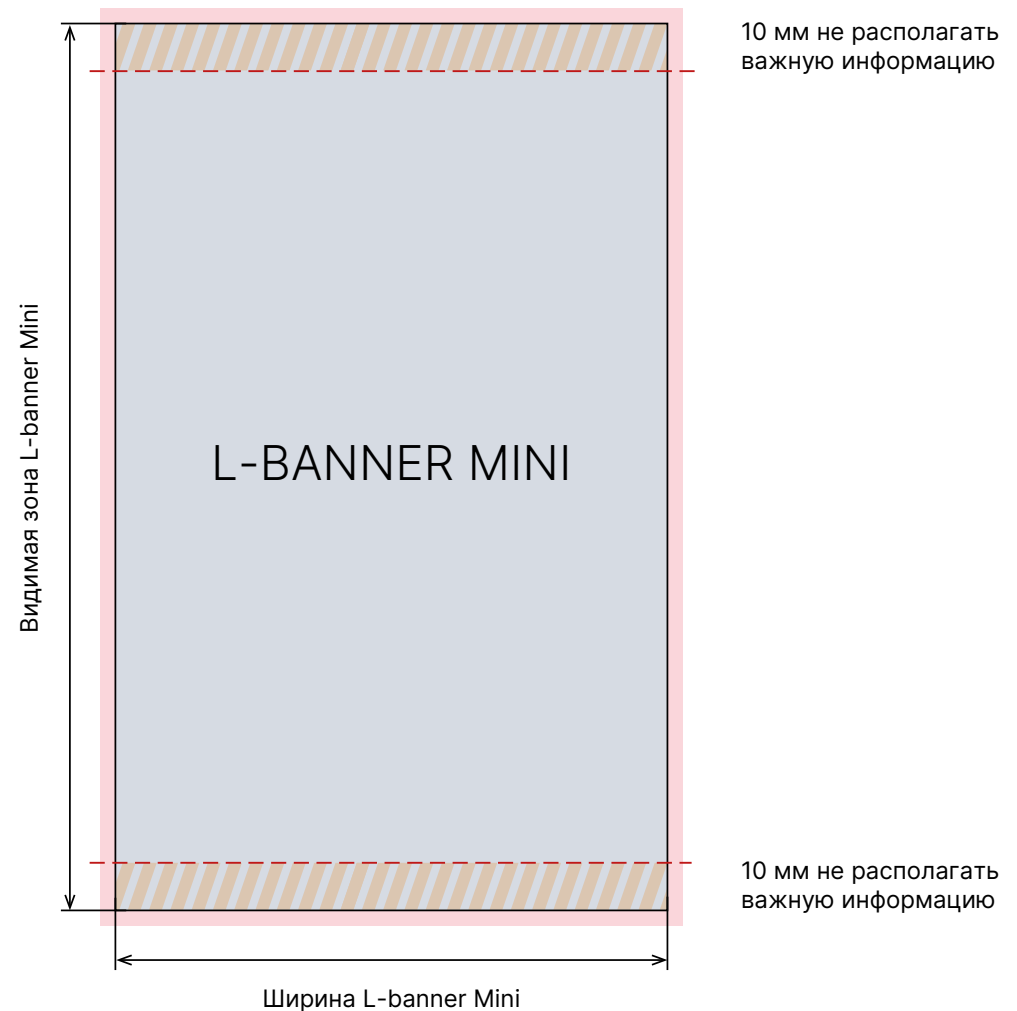 10 мм не располагать
важную информацию
Видимая зона L-banner Mini
L-BANNER MINI
10 мм не располагать
важную информацию
Ширина L-banner Mini